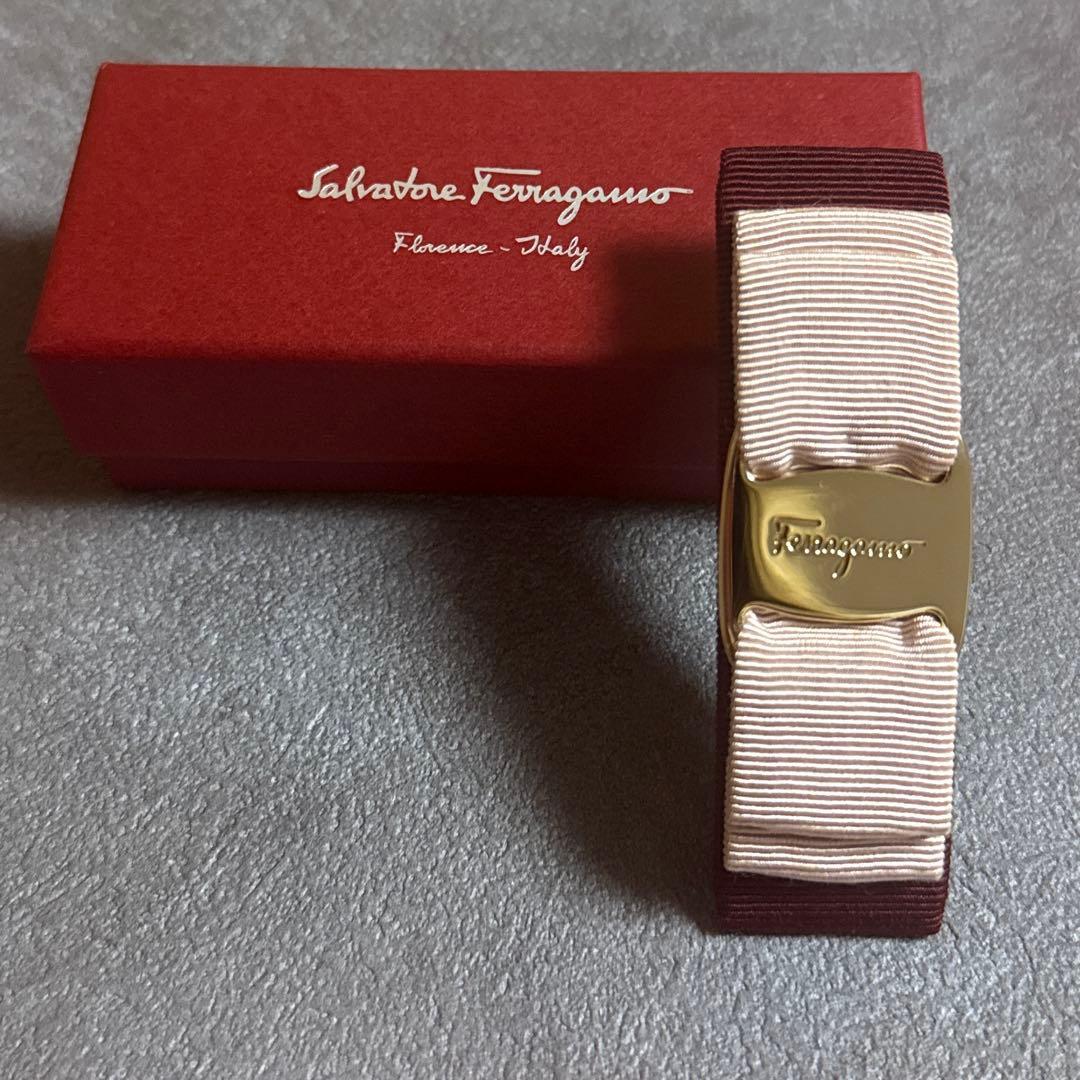 Salvatore Ferragamo
Florence - Italy
Ferragamo